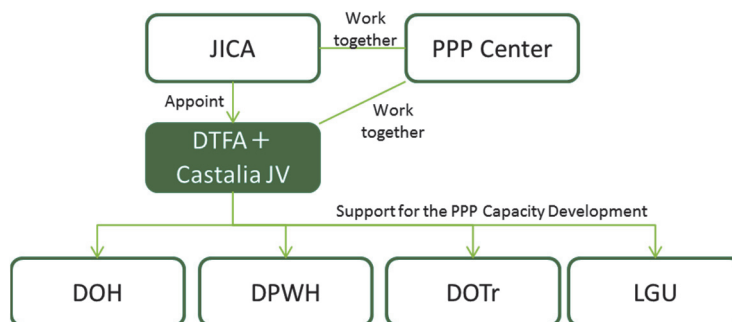 Work
together
JICA
PPP Center
Appoint
Work
together
DTFA＋
Castalia JV
Support for the PPP Capacity Development
DOH
DPWH
DOTr
LGU